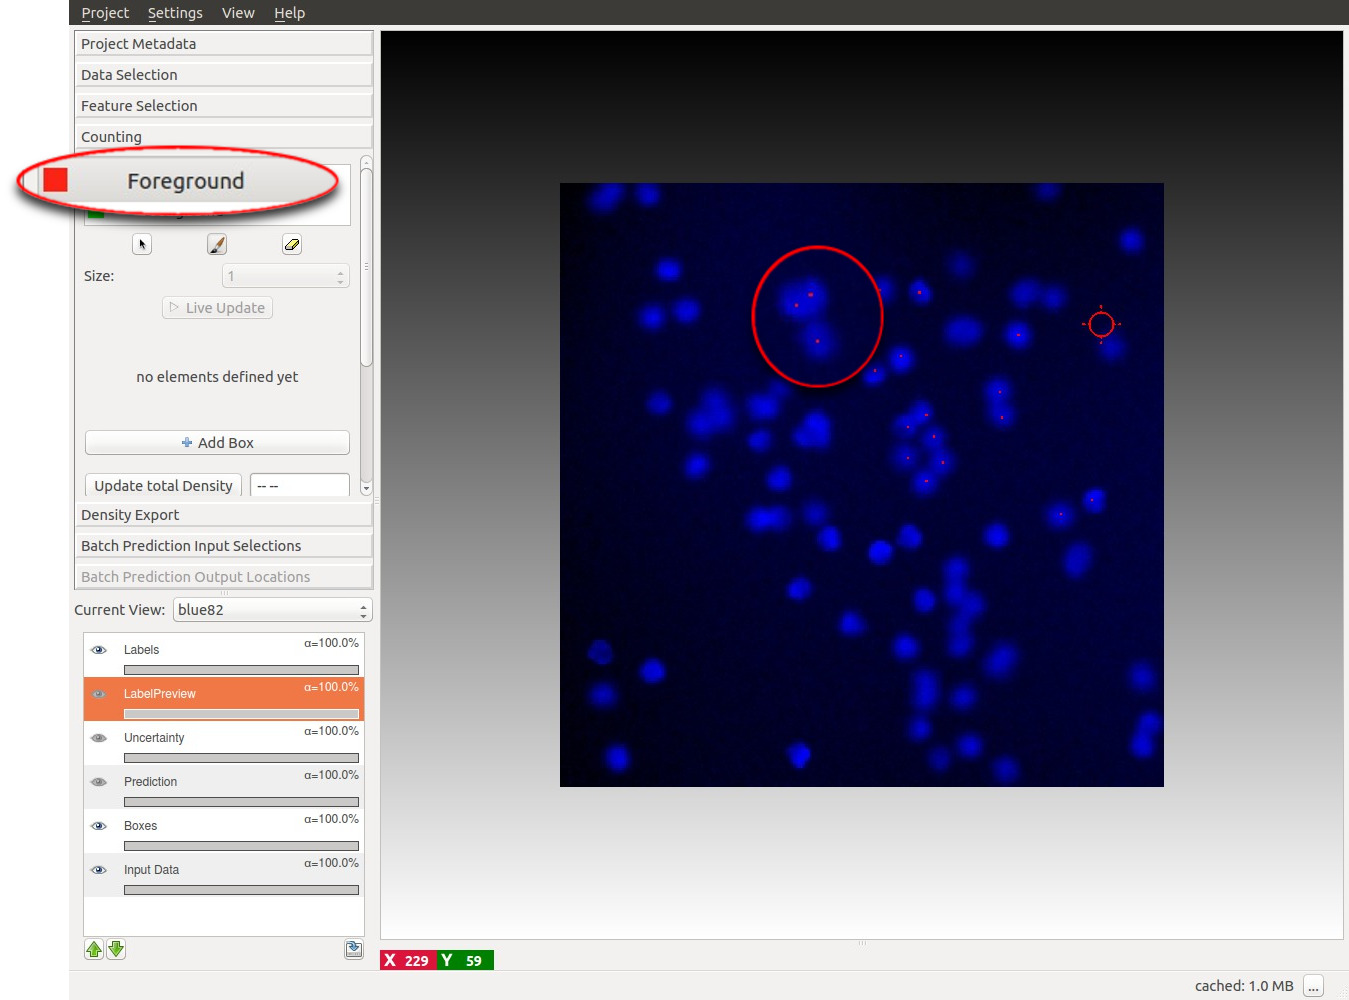 Project Settings View Help
Project Metadata
Data Selection
Feature Selection
Counting
Foreground
Size: 1
Live Update
no elements defined yet
Add Box
Update total Density -- --
Density Export
Batch Prediction Input Selections
Batch Prediction Output Locations
Current View: blue82
Labels α=100.0%
LabelPreview α=100.0%
Uncertainty α=100.0%
Prediction α=100.0%
Boxes α=100.0%
Input Data α=100.0%
X 229 Y 59
cached: 1.0 MB ...